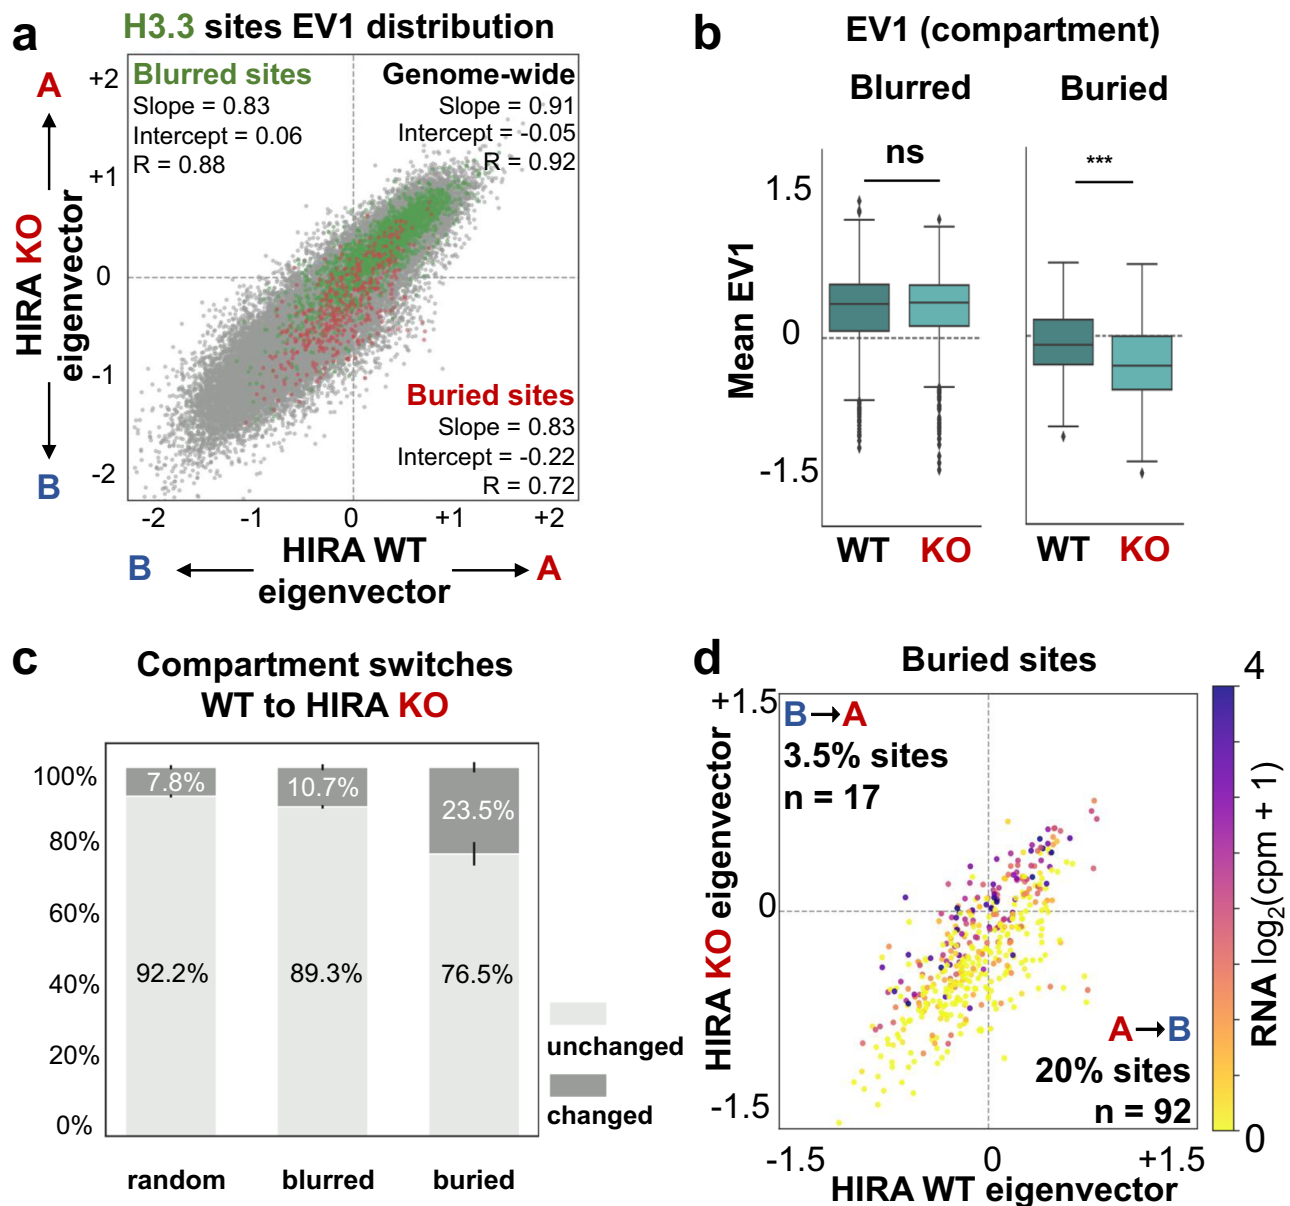 a
H3.3 sites EV1 distribution
A
B
HIRA KO
eigenvector
+2
+1
0
-1
-2
Blurred sites
Slope = 0.83
Intercept = 0.06
R = 0.88
Genome-wide
Slope = 0.91
Intercept = -0.05
R = 0.92
Buried sites
Slope = 0.83
Intercept = -0.22
R = 0.72
-2 -1 0 +1 +2
HIRA WT
eigenvector
B A
b
EV1 (compartment)
Blurred Buried
ns
***
Mean EV1
1.5
0
-1.5
WT KO WT KO
c
Compartment switches
WT to HIRA KO
100%
80%
60%
40%
20%
0%
7.8% 10.7% 23.5%
92.2% 89.3% 76.5%
unchanged
changed
random blurred buried
d
Buried sites
HIRA KO eigenvector
+1.5
0
-1.5
B→A
3.5% sites
n = 17
A→B
20% sites
n = 92
-1.5 0 +1.5
HIRA WT eigenvector
4
0
RNA log₂(cpm + 1)